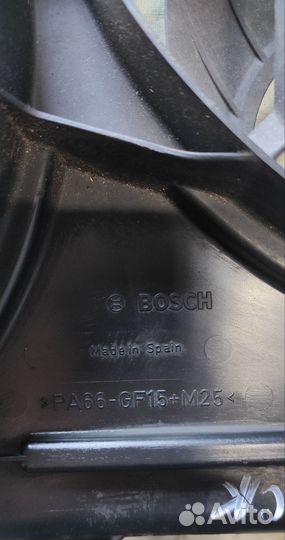 BOSCH
Made in Spain
>PA66-GF15+M25<
Avito